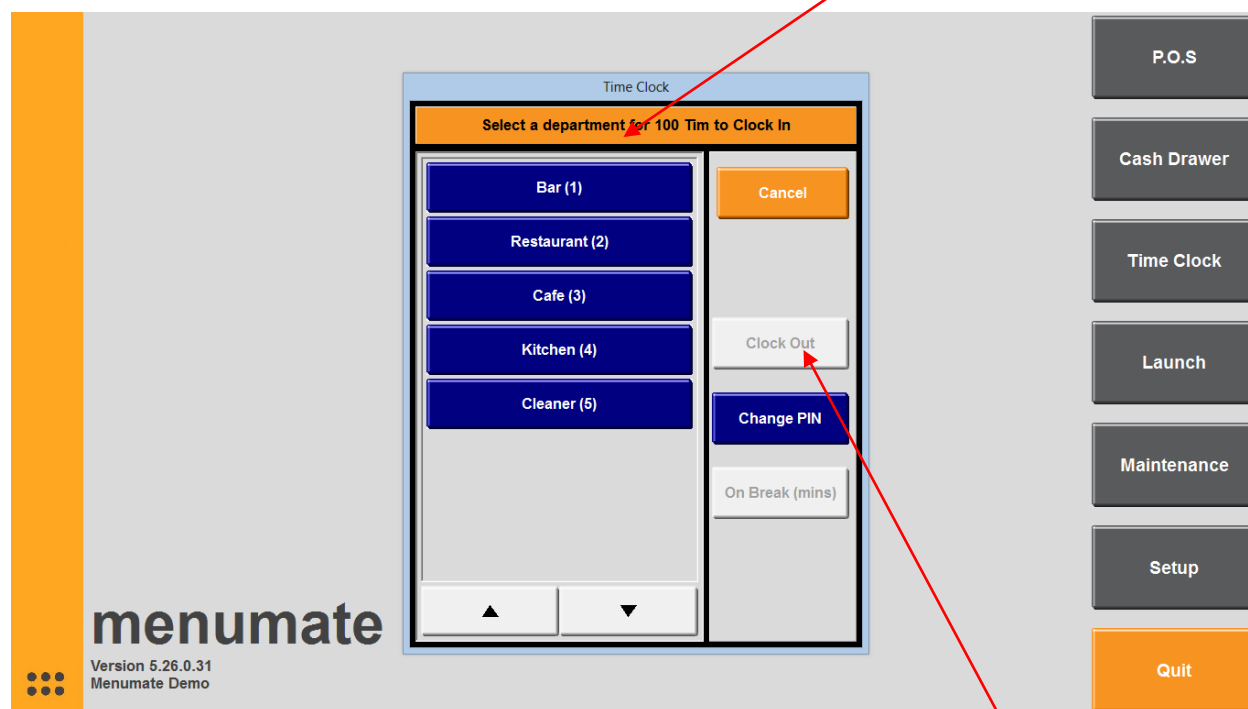 Time Clock
Select a department for 100 Tim to Clock In
Bar (1)
Restaurant (2)
Cafe (3)
Kitchen (4)
Cleaner (5)
Cancel
Clock Out
Change PIN
On Break (mins)
menumate
Version 5.26.0.31
Menumate Demo
P.O.S
Cash Drawer
Time Clock
Launch
Maintenance
Setup
Quit